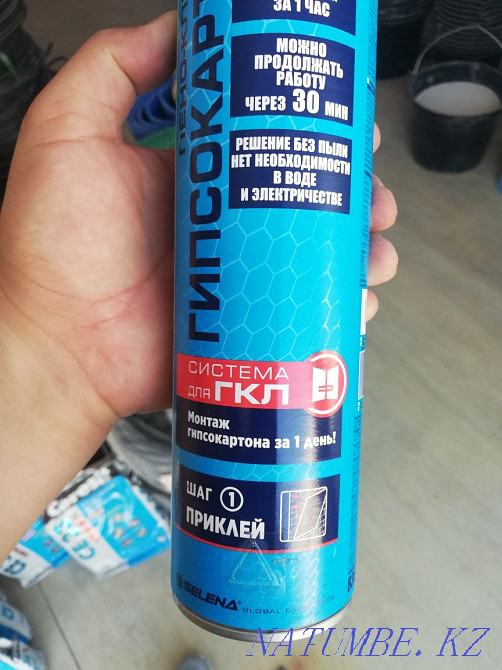 ЗА 1 ЧАС
МОЖНО
ПРОДОЛЖАТЬ
РАБОТУ
ЧЕРЕЗ 30 МИН
РЕШЕНИЕ БЕЗ ПЫЛИ
НЕТ НЕОБХОДИМОСТИ
В ВОДЕ
И ЭЛЕКТРИЧЕСТВЕ
ГИПСОКАРТ
СИСТЕМА
для ГКЛ
Монтаж
гипсокартона за 1 день!
ШАГ 1
ПРИКЛЕЙ
SELENA
GLOBAL
NATUMBE.KZ